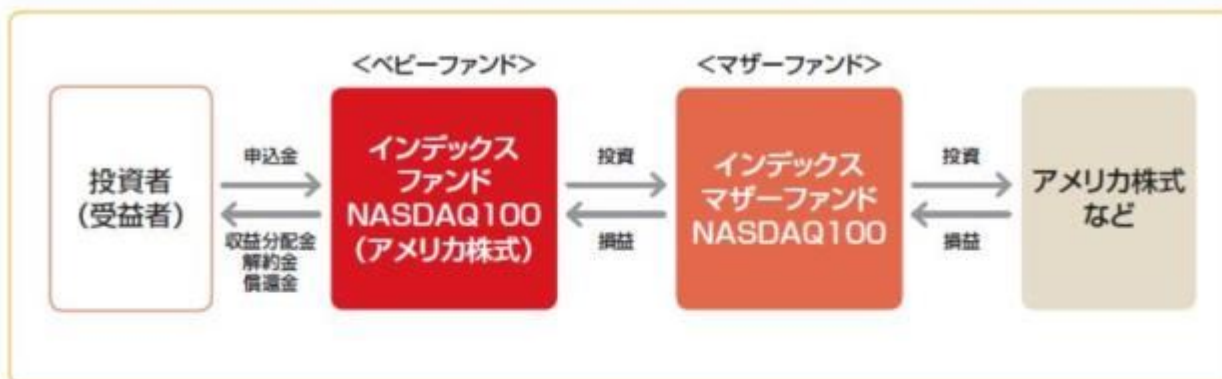 <ベビーファンド>
<マザーファンド>
投資者
(受益者)
申込金
収益分配金
解約金
償還金
インデックス
ファンド
NASDAQ100
(アメリカ株式)
投資
損益
インデックス
マザーファンド
NASDAQ100
投資
損益
アメリカ株式
など